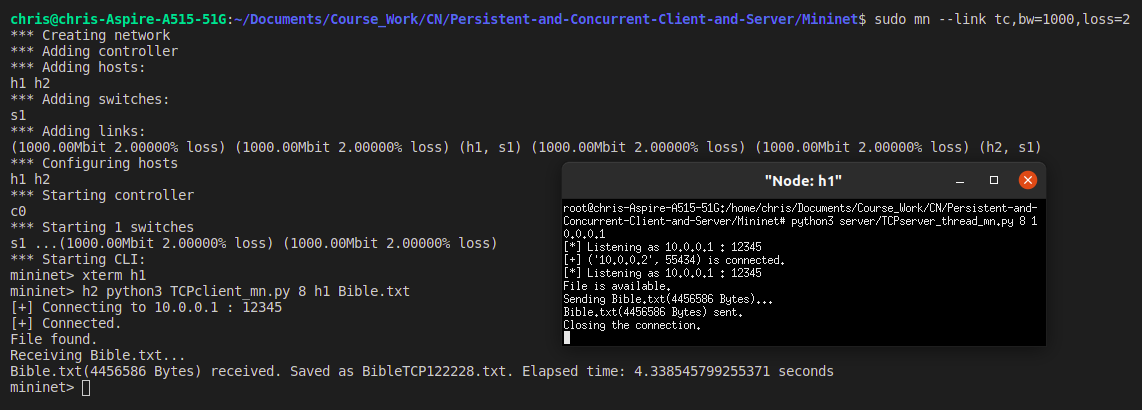 chris@chris-Aspire-A515-51G:~/Documents/Course_Work/CN/Persistent-and-Concurrent-Client-and-Server/Mininet$ sudo mn --link tc,bw=1000,loss=2
*** Creating network
*** Adding controller
*** Adding hosts:
h1 h2
*** Adding switches:
s1
*** Adding links:
(1000.00Mbit 2.00000% loss) (1000.00Mbit 2.00000% loss) (h1, s1) (1000.00Mbit 2.00000% loss) (1000.00Mbit 2.00000% loss) (h2, s1)
*** Configuring hosts
h1 h2
*** Starting controller
c0
*** Starting 1 switches
s1 ...(1000.00Mbit 2.00000% loss) (1000.00Mbit 2.00000% loss)
*** Starting CLI:
mininet> xterm h1
mininet> h2 python3 TCPclient_mn.py 8 h1 Bible.txt
[+] Connecting to 10.0.0.1 : 12345
[+] Connected.
File found.
Receiving Bible.txt...
Bible.txt(4456586 Bytes) received. Saved as BibleTCP122228.txt. Elapsed time: 4.338545799255371 seconds
mininet>
"Node: h1"
root@chris-Aspire-A515-51G:/home/chris/Documents/Course_Work/CN/Persistent-and-
Concurrent-Client-and-Server/Mininet# python3 server/TCPserver_thread_mn.py 8 1
0.0.0.1
[*] Listening as 10.0.0.1 : 12345
[+] ('10.0.0.2', 55434) is connected.
[*] Listening as 10.0.0.1 : 12345
File is available.
Sending Bible.txt(4456586 Bytes)...
Bible.txt(4456586 Bytes) sent.
Closing the connection.